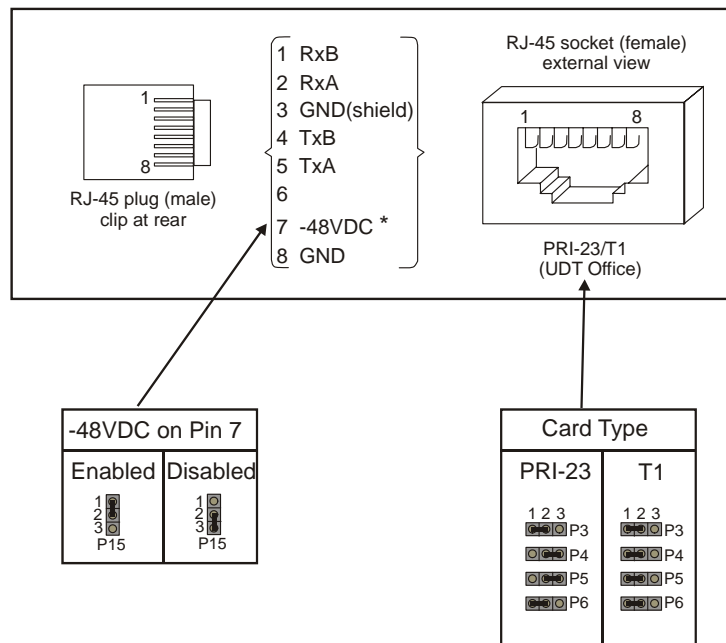 1
8
RJ-45 plug (male)
clip at rear
1 RxB
2 RxA
3 GND(shield)
4 TxB
5 TxA
6
7 -48VDC *
8 GND
RJ-45 socket (female)
external view
1 8
PRI-23/T1
(UDT Office)
-48VDC on Pin 7
Enabled Disabled
1
2
3
P15
1
2
3
P15
Card Type
PRI-23 T1
1 2 3
P3
P4
P5
P6
1 2 3
P3
P4
P5
P6